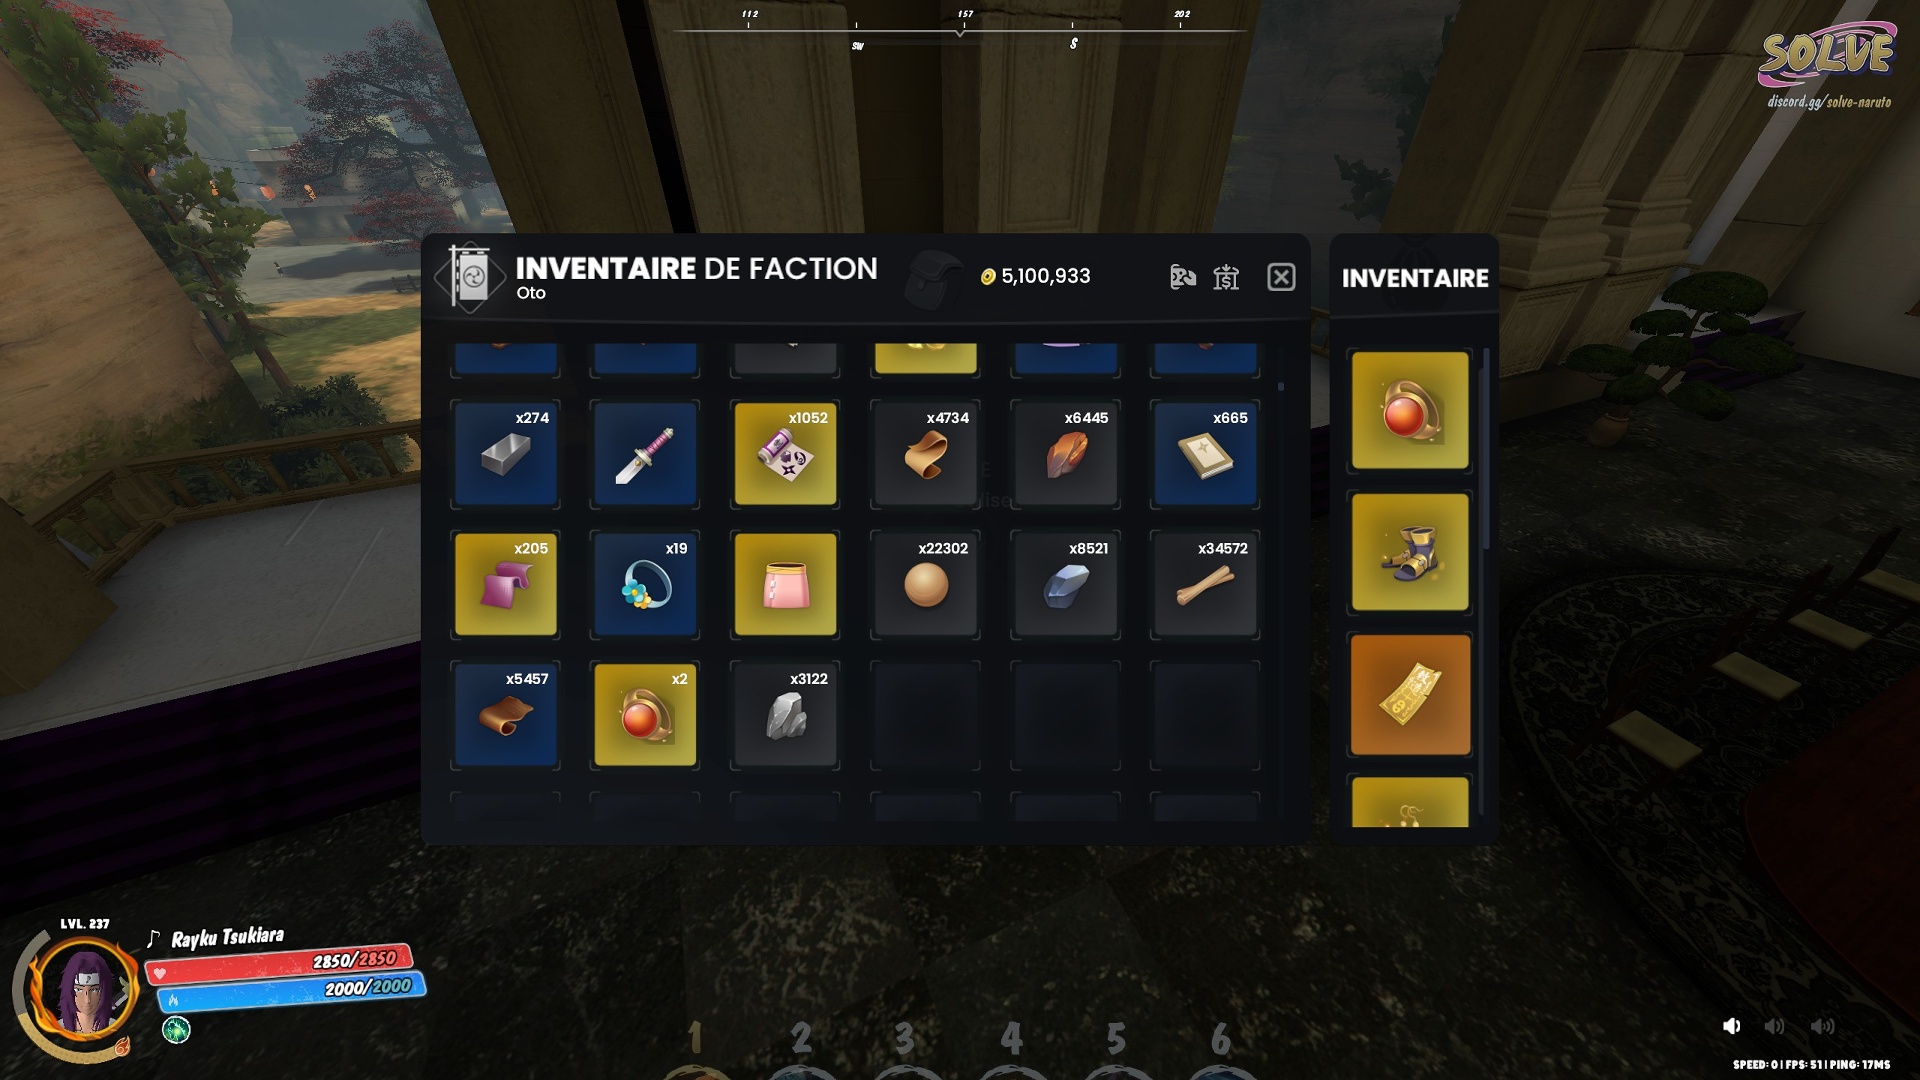 112
157
202
SW
S
SOLVE
discord.gg/solve-naruto
INVENTAIRE DE FACTION
Oto
5,100,933
INVENTAIRE
x274
x1052
x4734
x6445
x665
x205
x19
x22302
x8521
x34572
x5457
x2
x3122
LVL. 237
Rayku Tsukiara
2850/2850
2000/2000
1
2
3
4
5
6
SPEED: 0 | FPS: 51 | PING: 17MS